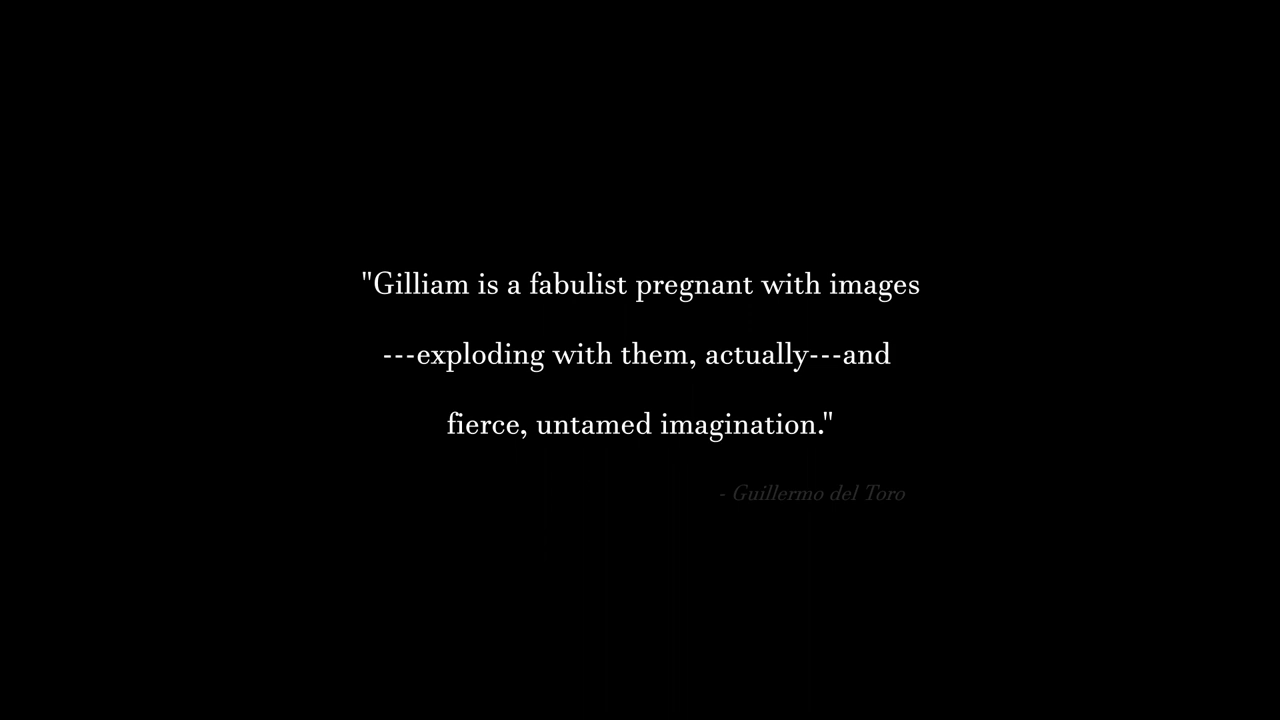 "Gilliam is a fabulist pregnant with images
---exploding with them, actually---and
fierce, untamed imagination."
- Guillermo del Toro